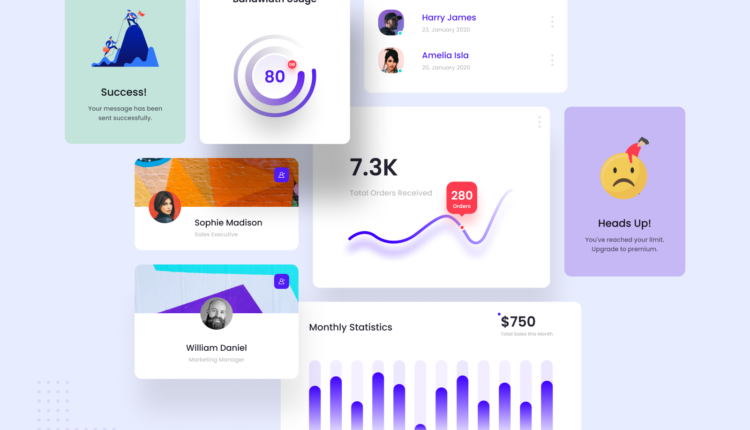 Bandwidth Usage
80
Harry James
23, January 2020
Amelia Isla
20, January 2020
Success!
Your message has been
sent successfully.
7.3K
Total Orders Received
280
Orders
Heads Up!
You've reached your limit.
Upgrade to premium.
Sophie Madison
Sales Executive
William Daniel
Marketing Manager
Monthly Statistics
$750
Total Sales this Month